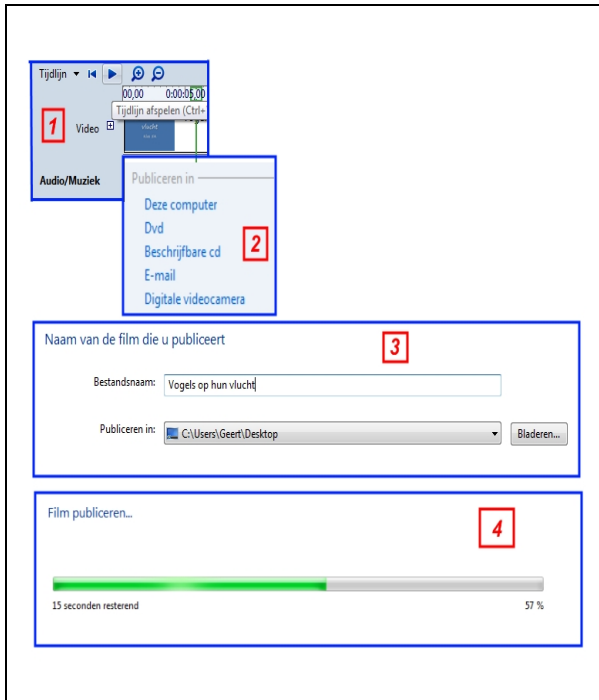 Tijdlijn
00,00 0:00:05,00
Tijdlijn afspelen (Ctrl+
1
Video
vlucht
Audio/Muziek
Publiceren in
Deze computer
Dvd
Beschrijfbare cd
E-mail
Digitale videocamera
2
Naam van de film die u publiceert
3
Bestandsnaam: Vogels op hun vlucht
Publiceren in: C:\Users\Geert\Desktop Bladeren...
Film publiceren...
4
15 seconden resterend 57 %